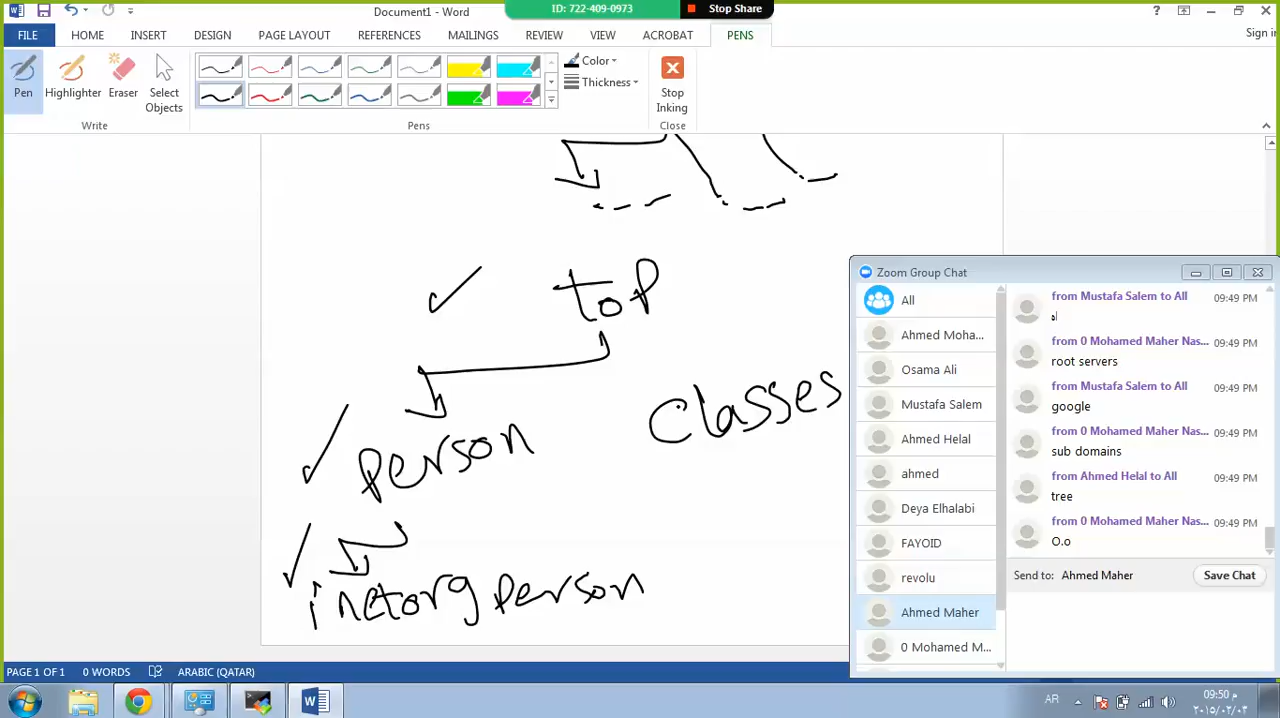 Document1 - Word
ID: 722-409-0973
Stop Share
?
FILE HOME INSERT DESIGN PAGE LAYOUT REFERENCES MAILINGS REVIEW VIEW ACROBAT PENS
Sign in
Pen Highlighter Eraser Select Objects
Color
Thickness
Stop Inking
Write Pens Close
top
Classes
person
inetorgperson
Zoom Group Chat
All
Ahmed Moha...
Osama Ali
Mustafa Salem
Ahmed Helal
ahmed
Deya Elhalabi
FAYOID
revolu
Ahmed Maher
0 Mohamed M...
from Mustafa Salem to All 09:49 PM
from 0 Mohamed Maher Nas... 09:49 PM
root servers
from Mustafa Salem to All 09:49 PM
google
from 0 Mohamed Maher Nas... 09:49 PM
sub domains
from Ahmed Helal to All 09:49 PM
tree
from 0 Mohamed Maher Nas... 09:49 PM
O.o
Send to: Ahmed Maher
Save Chat
PAGE 1 OF 1 0 WORDS ARABIC (QATAR)
AR
09:50 م
٢٠١٥/٠٢/٠٣